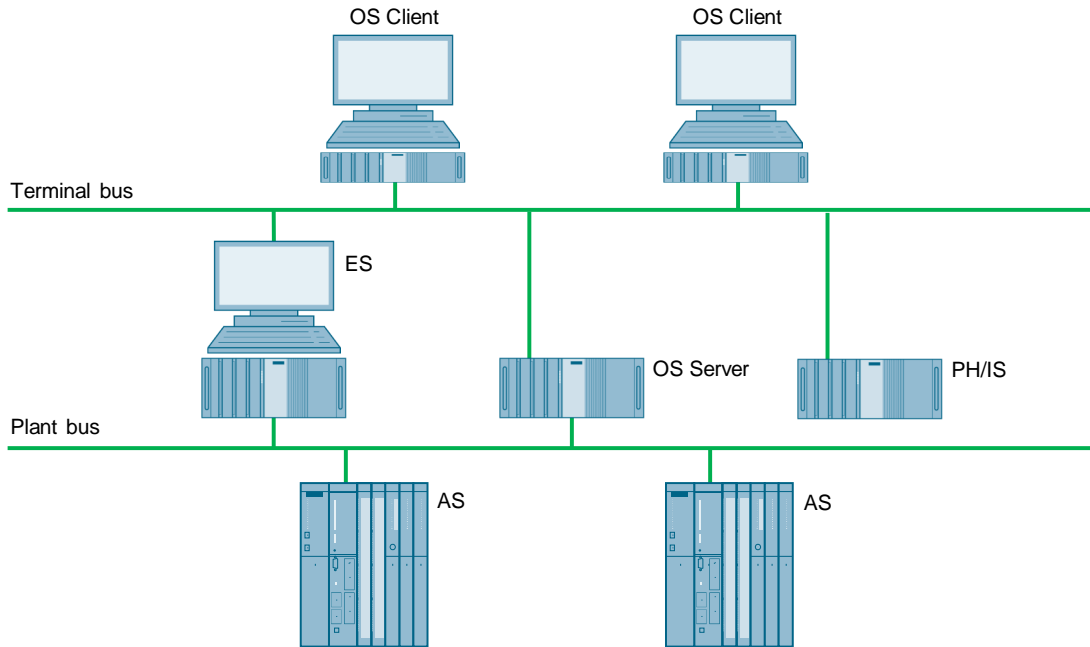 OS Client
OS Client
Terminal bus
ES
OS Server
PH/IS
Plant bus
AS
AS